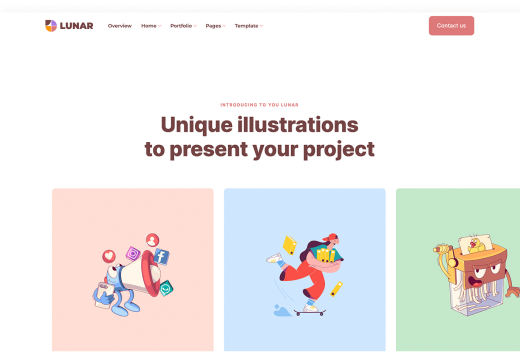 LUNAR
Overview Home Portfolio Pages Template
Contact us
INTRODUCING TO YOU LUNAR
Unique illustrations
to present your project